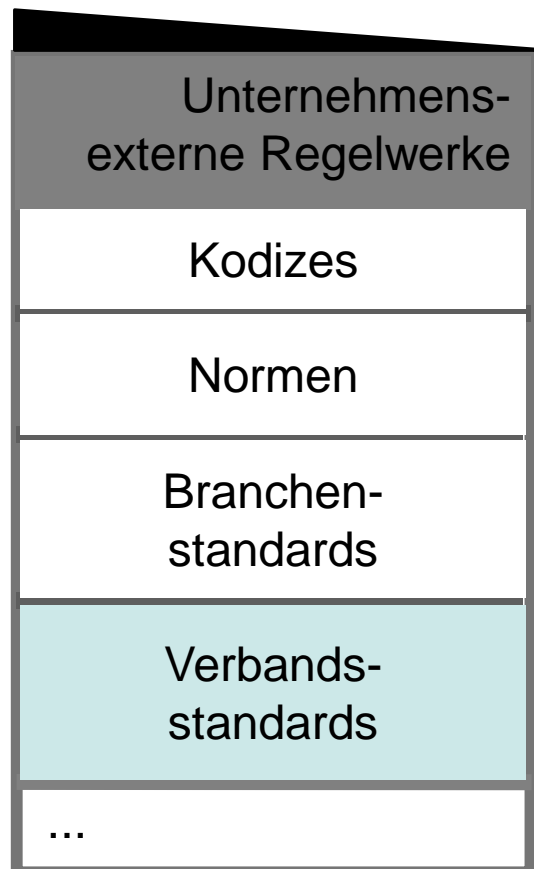 Unternehmens-
externe Regelwerke
Kodizes
Normen
Branchen-
standards
Verbands-
standards
...